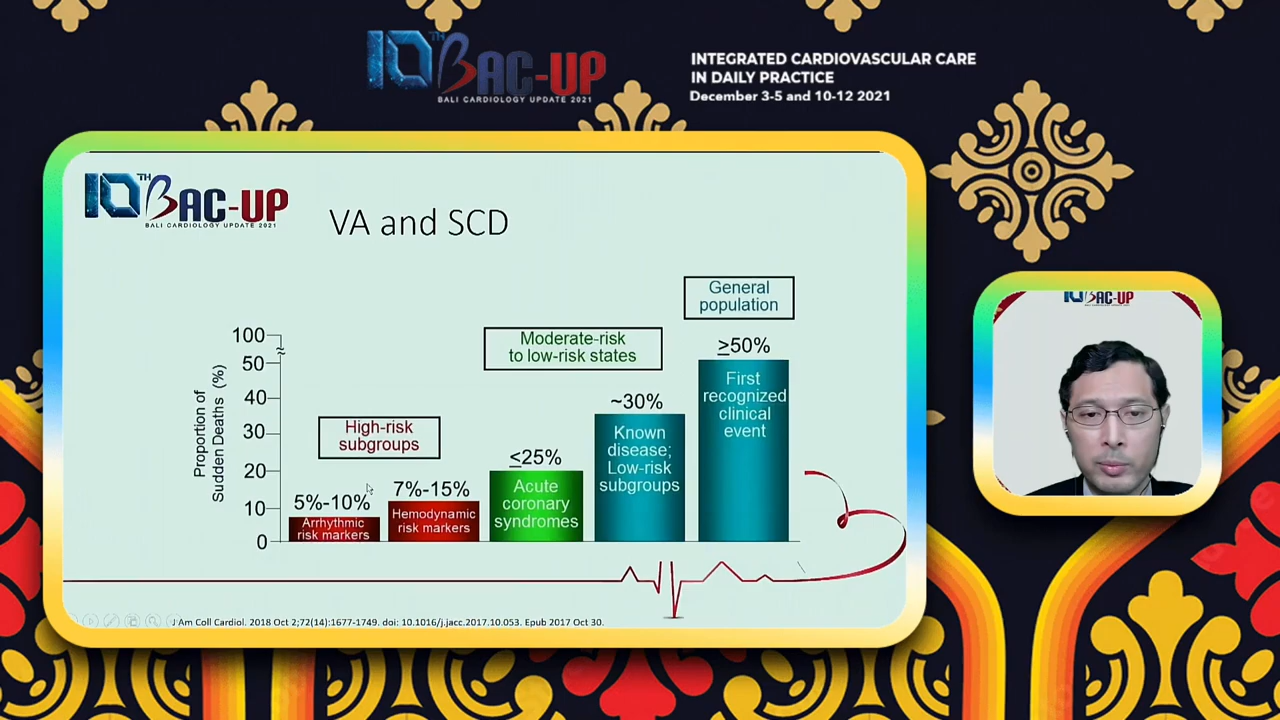 10TH BAC-UP
BALI CARDIOLOGY UPDATE 2021
INTEGRATED CARDIOVASCULAR CARE
IN DAILY PRACTICE
December 3-5 and 10-12 2021
10TH BAC-UP
BALI CARDIOLOGY UPDATE 2021
VA and SCD
Proportion of
Sudden Deaths (%)
100
50
40
30
20
10
0
High-risk
subgroups
Moderate-risk
to low-risk states
General
population
5%-10%
Arrhythmic
risk markers
7%-15%
Hemodynamic
risk markers
≤25%
Acute
coronary
syndromes
~30%
Known
disease;
Low-risk
subgroups
≥50%
First
recognized
clinical
event
J Am Coll Cardiol. 2018 Oct 2;72(14):1677-1749. doi: 10.1016/j.jacc.2017.10.053. Epub 2017 Oct 30.
10 BAC-UP